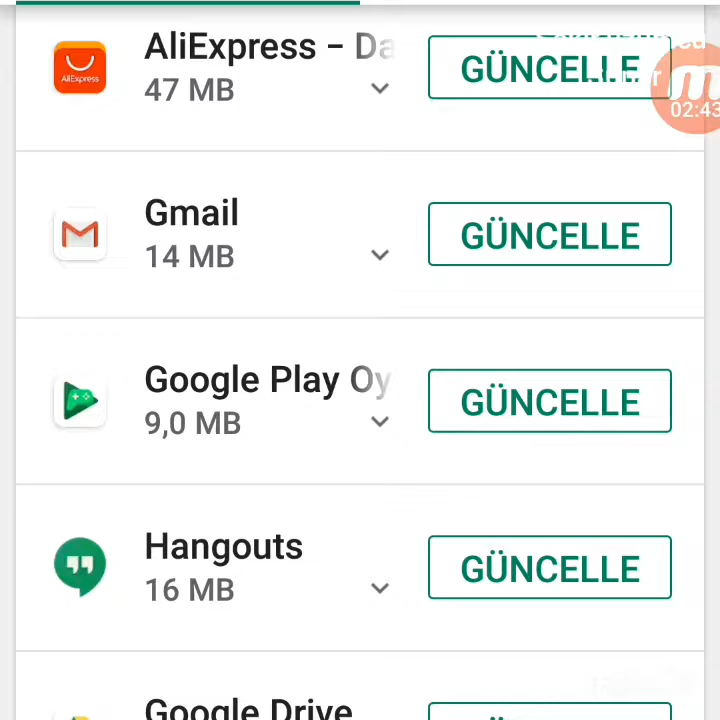 AliExpress – Da
47 MB
GÜNCELLE
AliExpress
02:43
Gmail
14 MB
GÜNCELLE
Google Play Oy
9,0 MB
GÜNCELLE
Hangouts
16 MB
GÜNCELLE
Google Drive